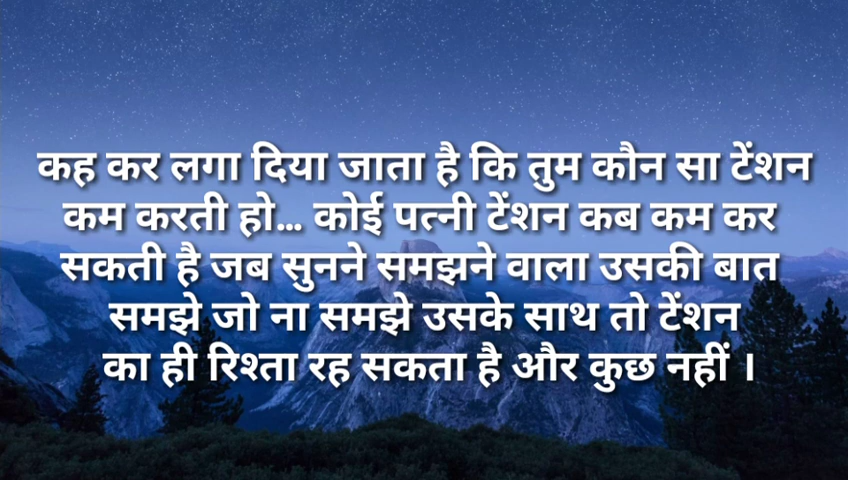 कह कर लगा दिया जाता है कि तुम कौन सा टेंशन
कम करती हो... कोई पत्नी टेंशन कब कम कर
सकती है जब सुनने समझने वाला उसकी बात
समझे जो ना समझे उसके साथ तो टेंशन
का ही रिश्ता रह सकता है और कुछ नहीं ।